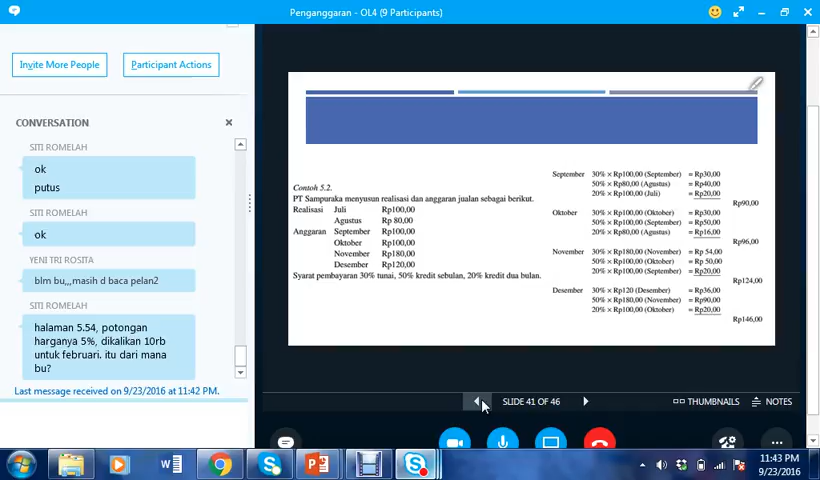 Penganggaran - OL4 (9 Participants)
Invite More People
Participant Actions
CONVERSATION
SITI ROMELAH
ok
putus
SITI ROMELAH
ok
YENI TRI ROSITA
blm bu,,,masih d baca pelan2
SITI ROMELAH
halaman 5.54, potongan
harganya 5%, dikalikan 10rb
untuk februari. itu dari mana
bu?
Last message received on 9/23/2016 at 11:42 PM.
Contoh 5.2.
PT Sampuraka menyusun realisasi dan anggaran jualan sebagai berikut.
Realisasi Juli Rp100,00
Agustus Rp 80,00
Anggaran September Rp100,00
Oktober Rp100,00
November Rp180,00
Desember Rp120,00
Syarat pembayaran 30% tunai, 50% kredit sebulan, 20% kredit dua bulan.
September 30% × Rp100,00 (September) = Rp30,00
50% × Rp80,00 (Agustus) = Rp40,00
20% × Rp100,00 (Juli) = Rp20,00
Rp90,00
Oktober 30% × Rp100,00 (Oktober) = Rp30,00
50% × Rp100,00 (September) = Rp50,00
20% × Rp80,00 (Agustus) = Rp16,00
Rp96,00
November 30% × Rp180,00 (November) = Rp 54,00
50% × Rp100,00 (Oktober) = Rp 50,00
20% × Rp100,00 (September) = Rp20,00
Rp124,00
Desember 30% × Rp120 (Desember) = Rp36,00
50% × Rp180,00 (November) = Rp90,00
20% × Rp100,00 (Oktober) = Rp20,00
Rp146,00
SLIDE 41 OF 46
THUMBNAILS
NOTES
11:43 PM
9/23/2016